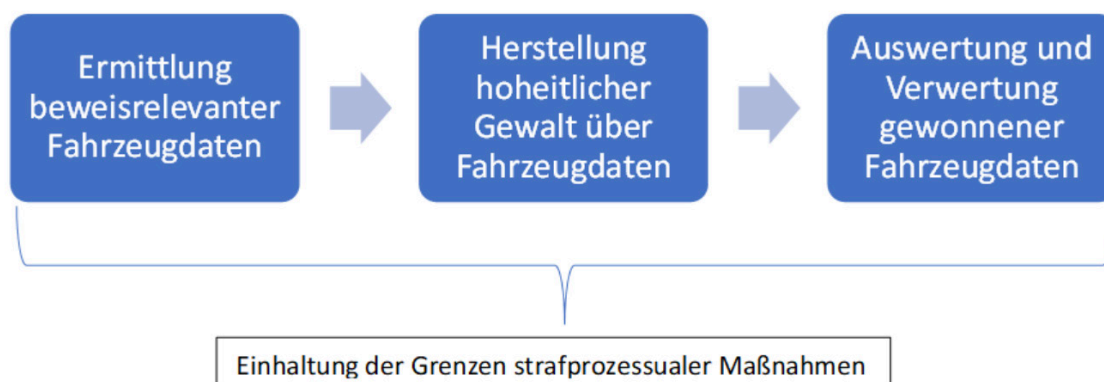 Ermittlung
beweisrelevanter
Fahrzeugdaten
Herstellung
hoheitlicher
Gewalt über
Fahrzeugdaten
Auswertung und
Verwertung
gewonnener
Fahrzeugdaten
Einhaltung der Grenzen strafprozessualer Maßnahmen